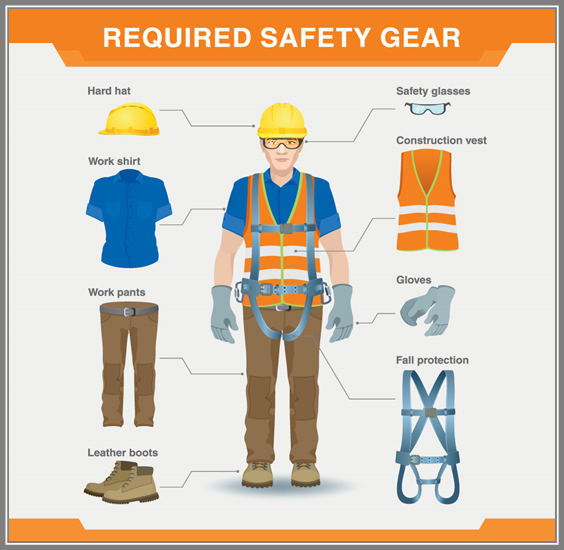 REQUIRED SAFETY GEAR
Hard hat
Safety glasses
Construction vest
Work shirt
Gloves
Work pants
Fall protection
Leather boots